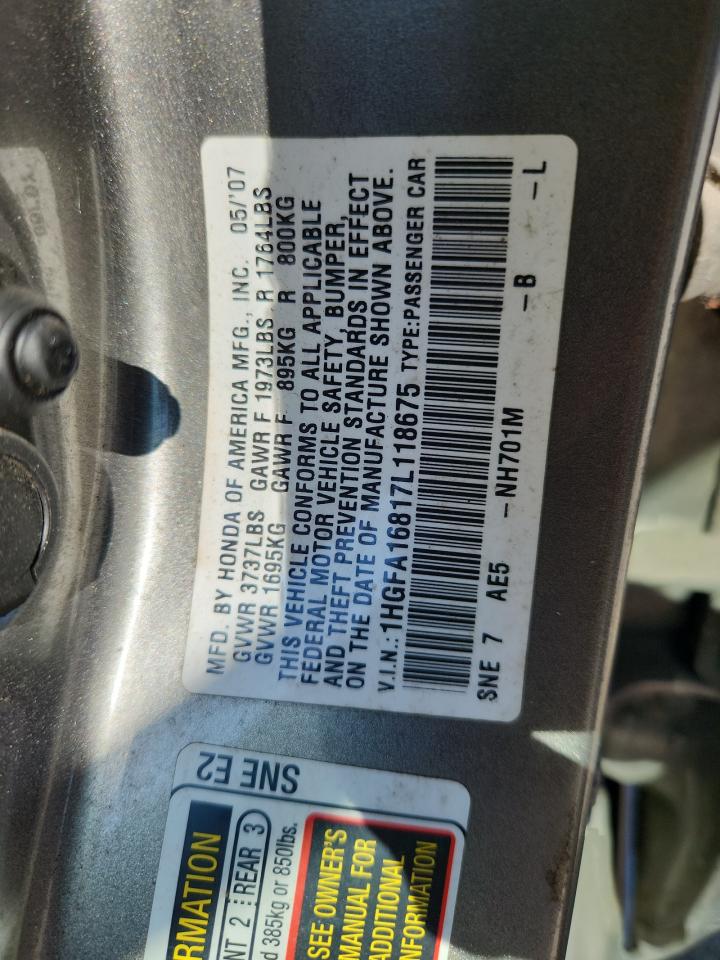 MFD. BY HONDA OF AMERICA MFG., INC. 05/'07
GVWR 3737LBS GAWR F 1973LBS R 1764LBS
GVWR 1695KG GAWR F 895KG R 800KG
THIS VEHICLE CONFORMS TO ALL APPLICABLE
FEDERAL MOTOR VEHICLE SAFETY, BUMPER,
AND THEFT PREVENTION STANDARDS IN EFFECT
ON THE DATE OF MANUFACTURE SHOWN ABOVE.
V.I.N.: 1HGFA16817L118675 TYPE:PASSENGER CAR
SNE 7 AE5 -NH701M -B -L
SNE E2
REAR 3
2
385kg or 850lbs.
SEE OWNER'S
MANUAL FOR
ADDITIONAL
INFORMATION